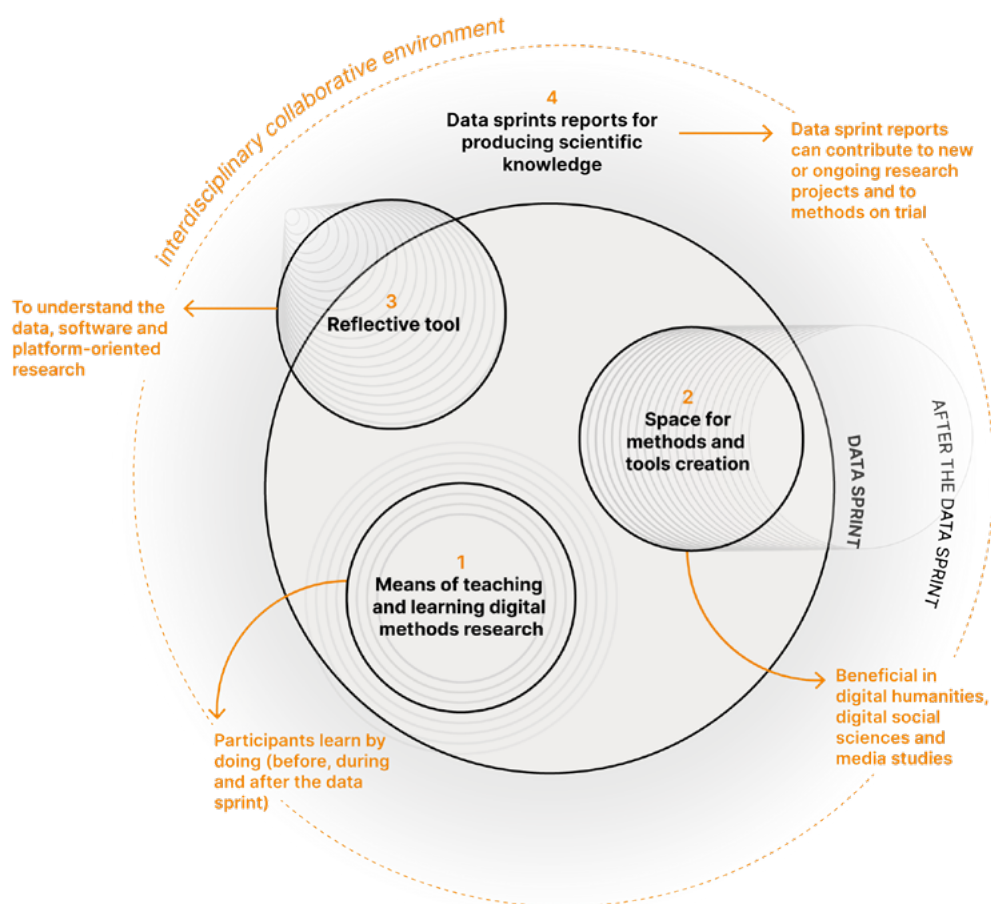 interdisciplinary collaborative environment
4
Data sprints reports for
producing scientific
knowledge
Data sprint reports
can contribute to new
or ongoing research
projects and to
methods on trial
3
Reflective tool
To understand the
data, software and
platform-oriented
research
2
Space for
methods and
tools creation
DATA SPRINT
AFTER THE DATA SPRINT
1
Means of teaching
and learning digital
methods research
Beneficial in
digital humanities,
digital social
sciences and
media studies
Participants learn by
doing (before, during
and after the data
sprint)